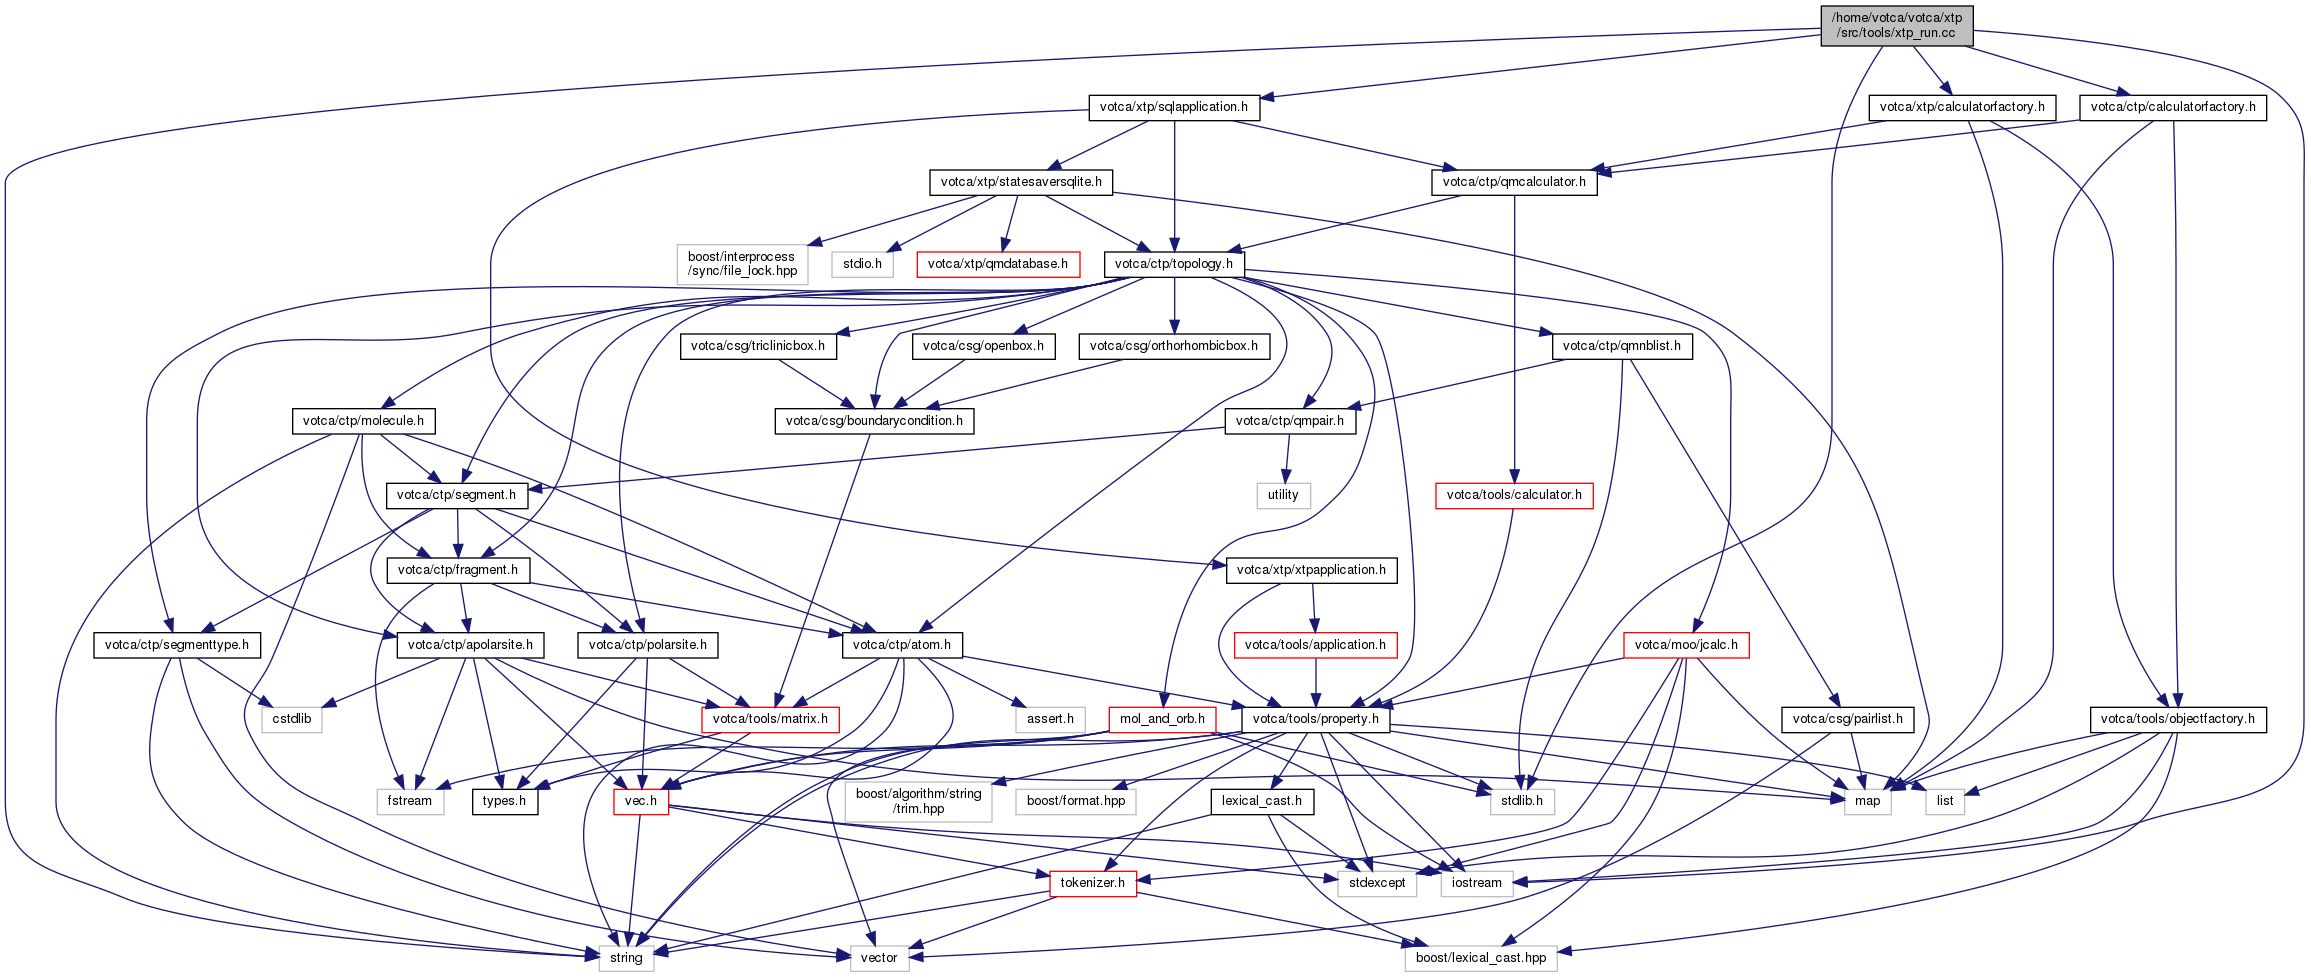 /home/votca/votca/xtp
/src/tools/xtp_run.cc
votca/xtp/sqlapplication.h
votca/xtp/calculatorfactory.h
votca/ctp/calculatorfactory.h
votca/xtp/statesaversqlite.h
votca/ctp/qmcalculator.h
boost/interprocess
/sync/file_lock.hpp
stdio.h
votca/xtp/qmdatabase.h
votca/ctp/topology.h
votca/csg/triclinicbox.h
votca/csg/openbox.h
votca/csg/orthorhombicbox.h
votca/ctp/qmnblist.h
votca/ctp/molecule.h
votca/csg/boundarycondition.h
votca/ctp/qmpair.h
votca/ctp/segment.h
utility
votca/tools/calculator.h
votca/ctp/fragment.h
votca/xtp/xtpapplication.h
votca/ctp/segmenttype.h
votca/ctp/apolarsite.h
votca/ctp/polarsite.h
votca/ctp/atom.h
votca/tools/application.h
votca/moo/jcalc.h
cstdlib
votca/tools/matrix.h
assert.h
mol_and_orb.h
votca/tools/property.h
votca/csg/pairlist.h
votca/tools/objectfactory.h
fstream
types.h
vec.h
boost/algorithm/string
/trim.hpp
boost/format.hpp
lexical_cast.h
stdlib.h
map
list
tokenizer.h
stdexcept
iostream
string
vector
boost/lexical_cast.hpp